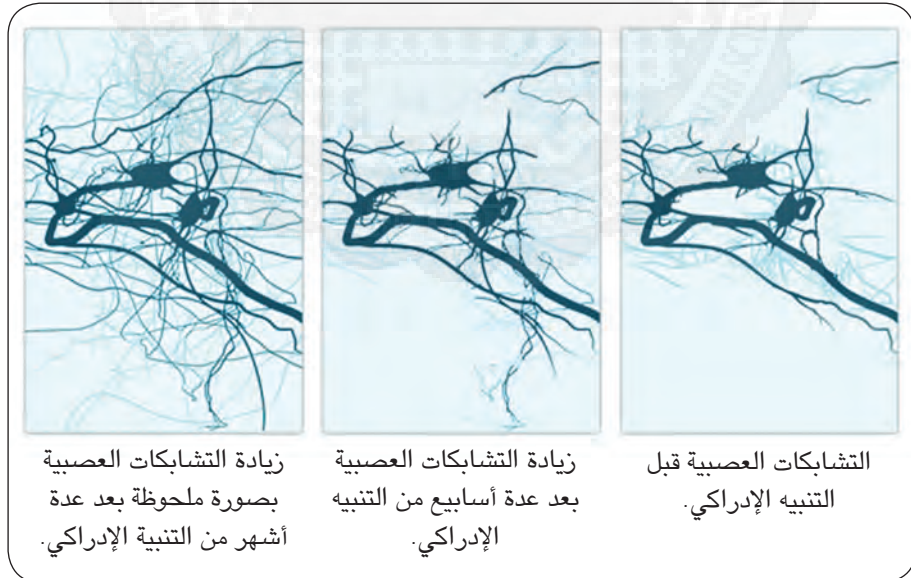 التشابكات العصبية قبل
التنبيه الإدراكي.
زيادة التشابكات العصبية
بعد عدة أسابيع من التنبيه
الإدراكي.
زيادة التشابكات العصبية
بصورة ملحوظة بعد عدة
أشهر من التنبية الإدراكي.